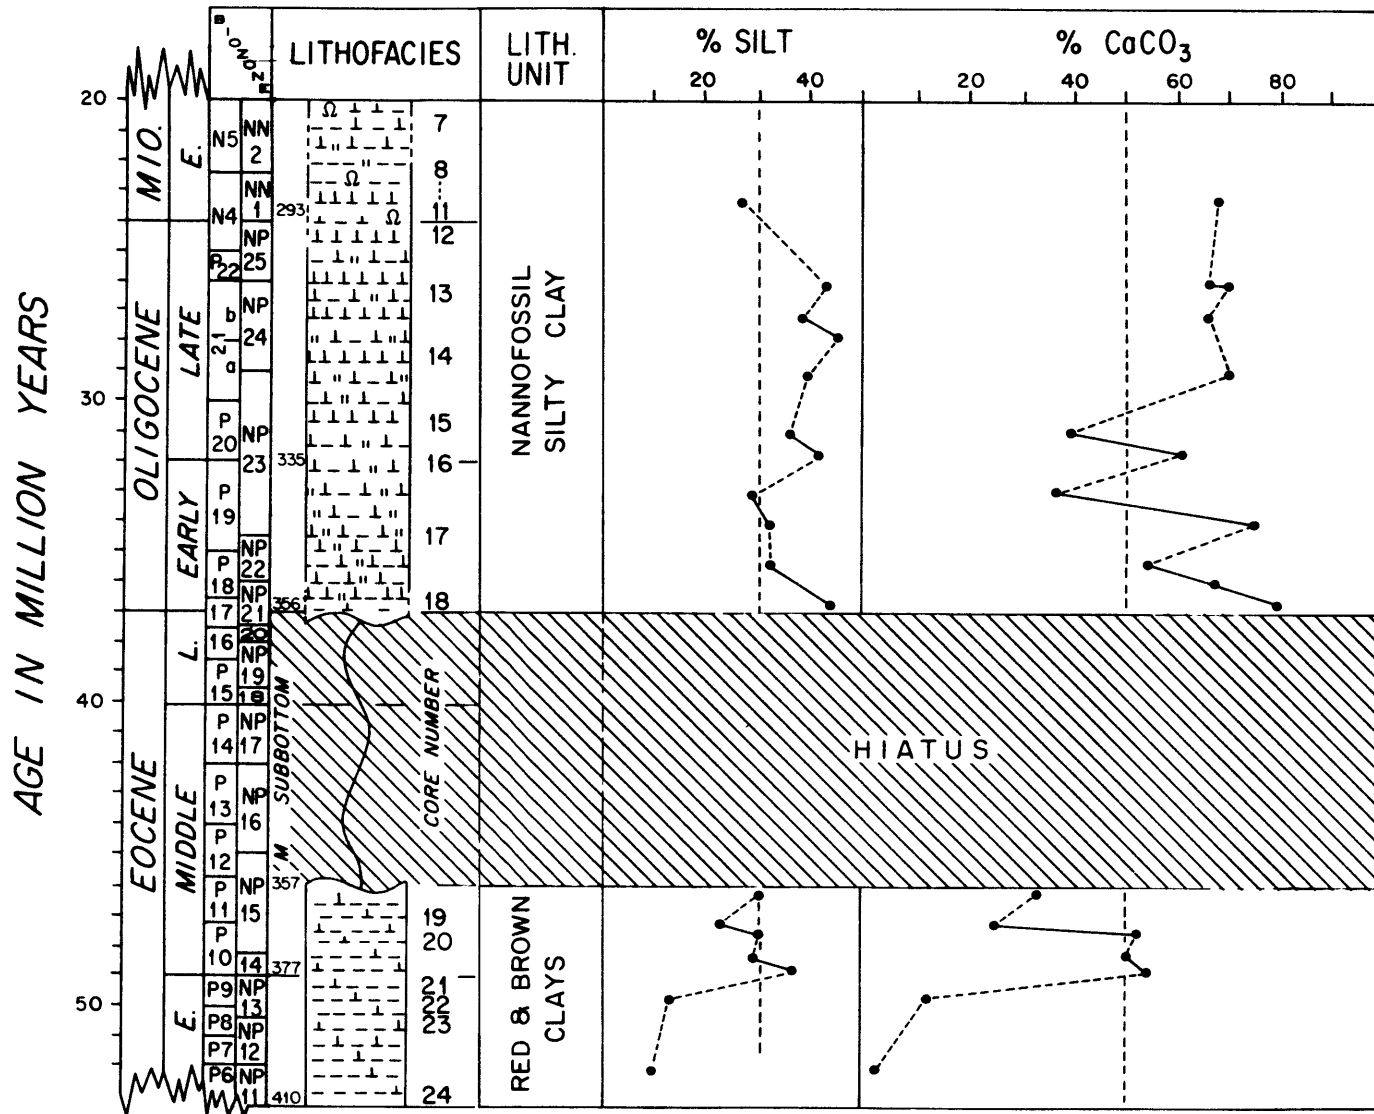 BIOZONE
LITHOFACIES
LITH.
UNIT
% SILT
% CaCO3
20 40
20 40 60 80
AGE IN MILLION YEARS
20
30
40
50
MIO.
OLIGOCENE
EOCENE
E.
LATE
EARLY
L.
MIDDLE
E.
N5
N4
P22
b
21
a
P
20
P
19
P
18
17
16
P
15
P
14
P
13
P
12
P
11
P
10
P9
P8
P7
P6
NN
2
NN
1
NP
25
NP
24
NP
23
NP
22
NP
21
20
NP
19
18
NP
17
NP
16
NP
15
14
NP
13
NP
12
NP
11
293
335
356
357
377
410
M SUBBOTTOM
CORE NUMBER
7
8
11
12
13
14
15
16
17
18
19
20
21
22
23
24
NANNOFOSSIL
SILTY CLAY
HIATUS
RED & BROWN
CLAYS